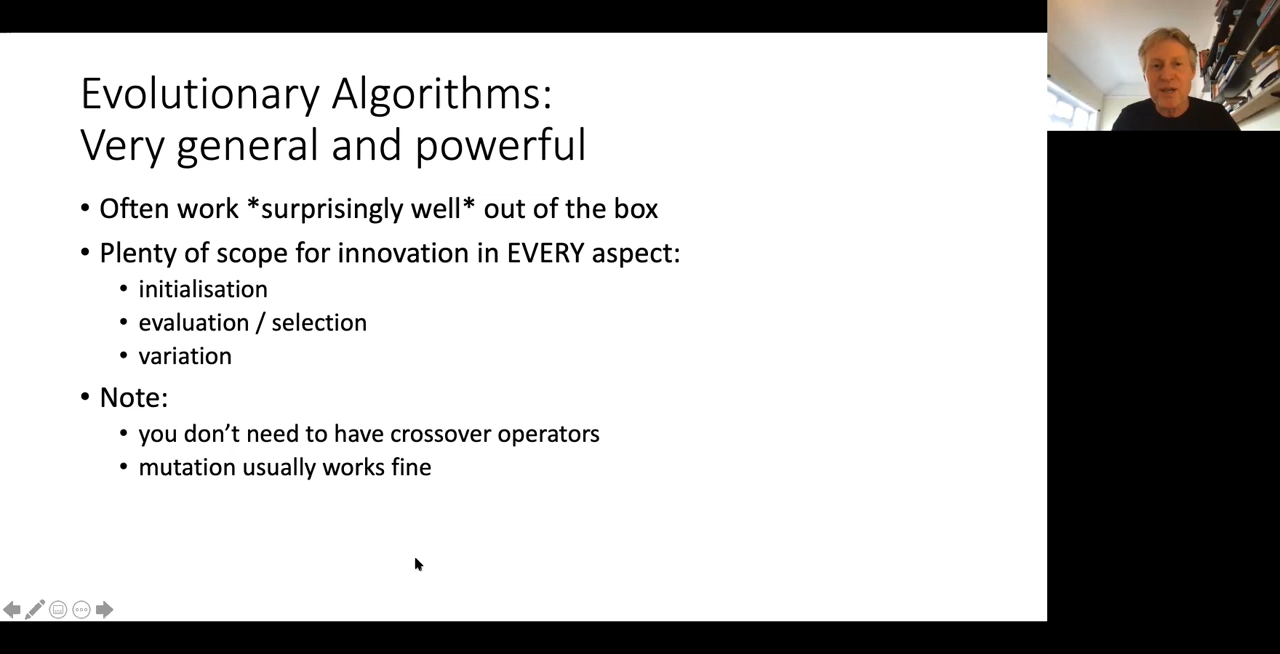 Evolutionary Algorithms:
Very general and powerful
• Often work *surprisingly well* out of the box
• Plenty of scope for innovation in EVERY aspect:
• initialisation
• evaluation / selection
• variation
• Note:
• you don’t need to have crossover operators
• mutation usually works fine